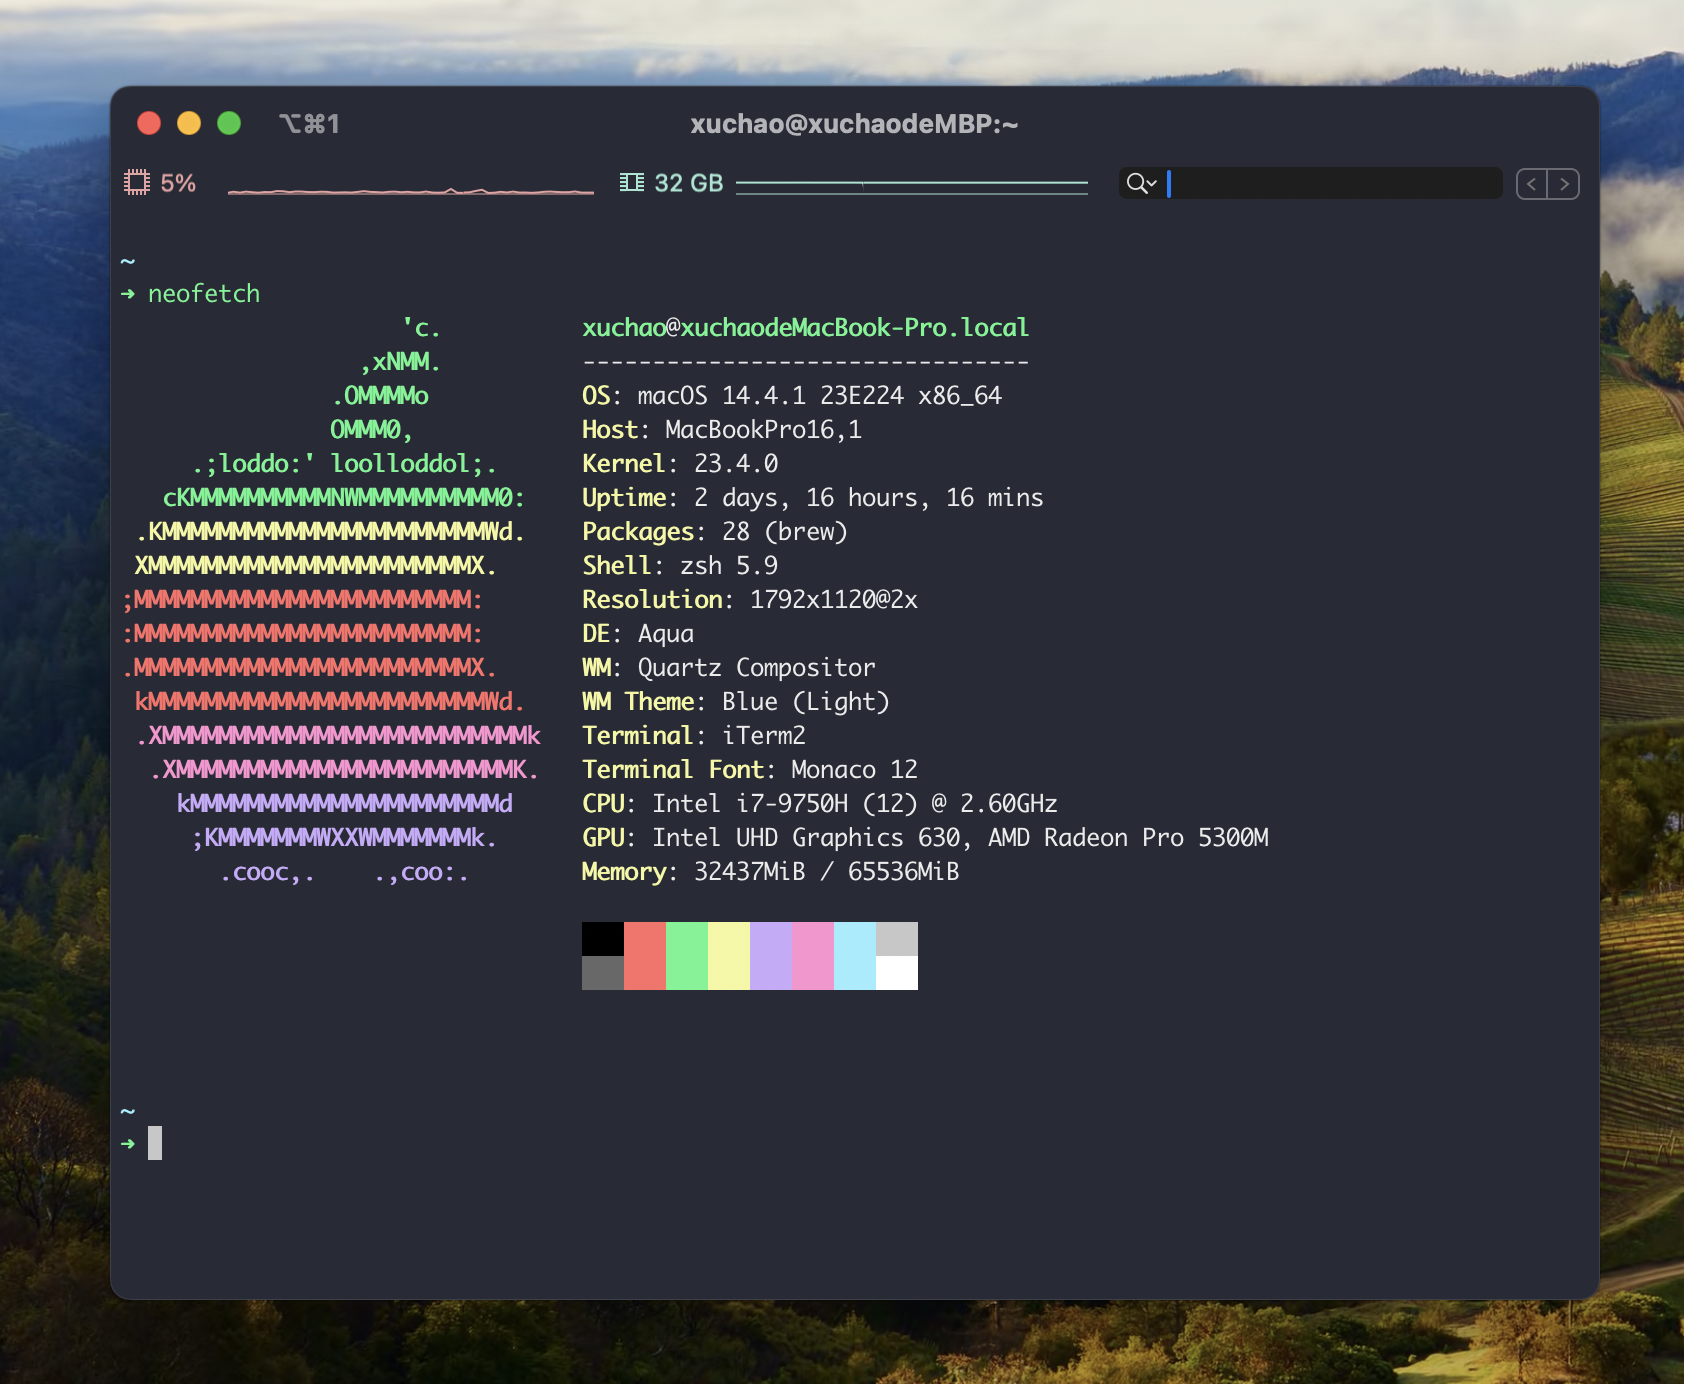 ⌥⌘1 xuchao@xuchaodeMBP:~
5% 32 GB
~
➜ neofetch
'c. xuchao@xuchaodeMacBook-Pro.local
,xNMM. --------------------------------
.OMMMMo OS: macOS 14.4.1 23E224 x86_64
OMMM0, Host: MacBookPro16,1
.;loddo:' loolloddol;. Kernel: 23.4.0
cKMMMMMMMMMMNWMMMMMMMMMM0: Uptime: 2 days, 16 hours, 16 mins
.KMMMMMMMMMMMMMMMMMMMMMMMWd. Packages: 28 (brew)
XMMMMMMMMMMMMMMMMMMMMMMMX. Shell: zsh 5.9
;MMMMMMMMMMMMMMMMMMMMMMMM: Resolution: 1792x1120@2x
:MMMMMMMMMMMMMMMMMMMMMMMM: DE: Aqua
.MMMMMMMMMMMMMMMMMMMMMMMMX. WM: Quartz Compositor
kMMMMMMMMMMMMMMMMMMMMMMMMWd. WM Theme: Blue (Light)
.XMMMMMMMMMMMMMMMMMMMMMMMMMMk Terminal: iTerm2
.XMMMMMMMMMMMMMMMMMMMMMMMMK. Terminal Font: Monaco 12
kMMMMMMMMMMMMMMMMMMMMMMd CPU: Intel i7-9750H (12) @ 2.60GHz
;KMMMMMMMWXXWMMMMMMMk. GPU: Intel UHD Graphics 630, AMD Radeon Pro 5300M
.cooc,. .,coo:. Memory: 32437MiB / 65536MiB
~
➜